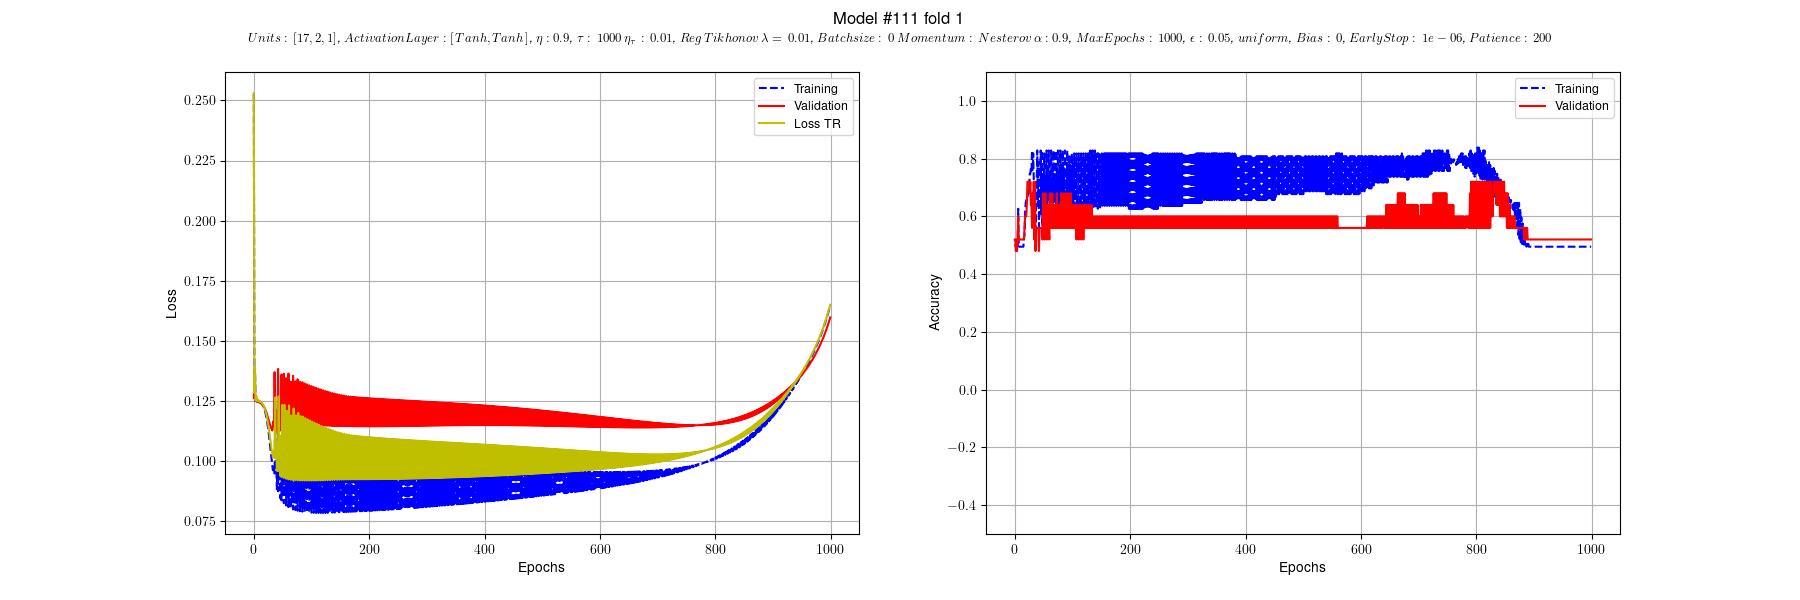 Model #111 fold 1
Units : [17, 2, 1], ActivationLayer : [Tanh, Tanh], η : 0.9, τ : 1000 η_τ : 0.01, Reg Tikhonov λ = 0.01, Batchsize : 0 Momentum : Nesterov α : 0.9, MaxEpochs : 1000, ϵ : 0.05, uniform, Bias : 0, EarlyStop : 1e − 06, Patience : 200
Training
Validation
Loss TR
0.250
0.225
0.200
0.175
0.150
0.125
0.100
0.075
Loss
0 200 400 600 800 1000
Epochs
Training
Validation
1.0
0.8
0.6
0.4
0.2
0.0
−0.2
−0.4
Accuracy
0 200 400 600 800 1000
Epochs